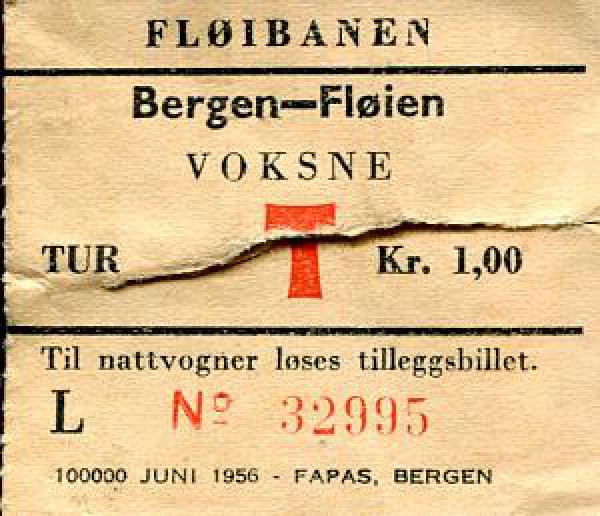 FLØIBANEN
Bergen—Fløien
VOKSNE
TUR T Kr. 1,00
Til nattvogner løses tilleggsbillet.
L Nº 32995
100000 JUNI 1956 - FAPAS, BERGEN